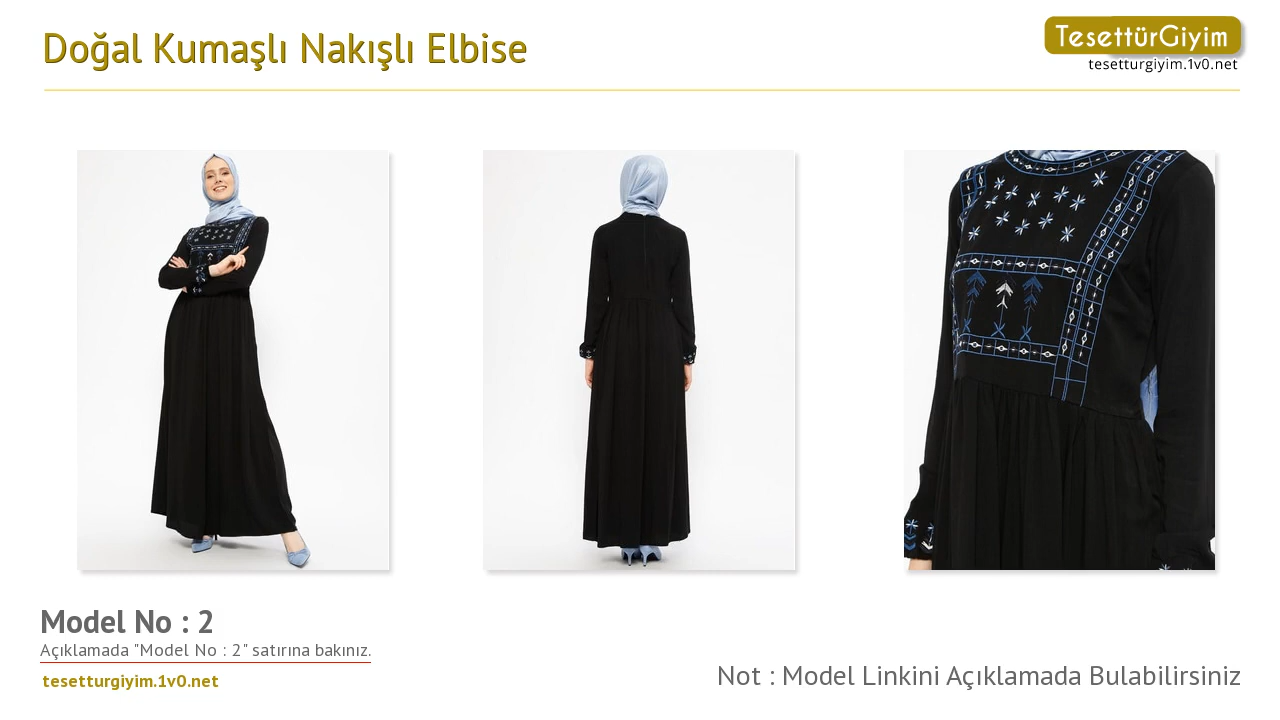 Doğal Kumaşlı Nakışlı Elbise
TesettürGiyim
tesetturgiyim.1v0.net
Model No : 2
Açıklamada "Model No : 2" satırına bakınız.
tesetturgiyim.1v0.net
Not : Model Linkini Açıklamada Bulabilirsiniz